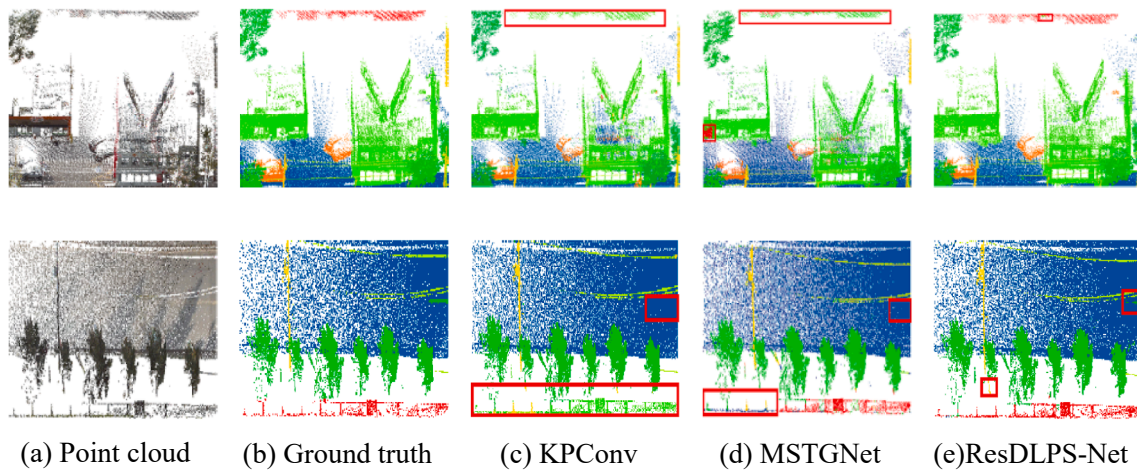 (a) Point cloud
(b) Ground truth
(c) KPConv
(d) MSTGNet
(e)ResDLPS-Net